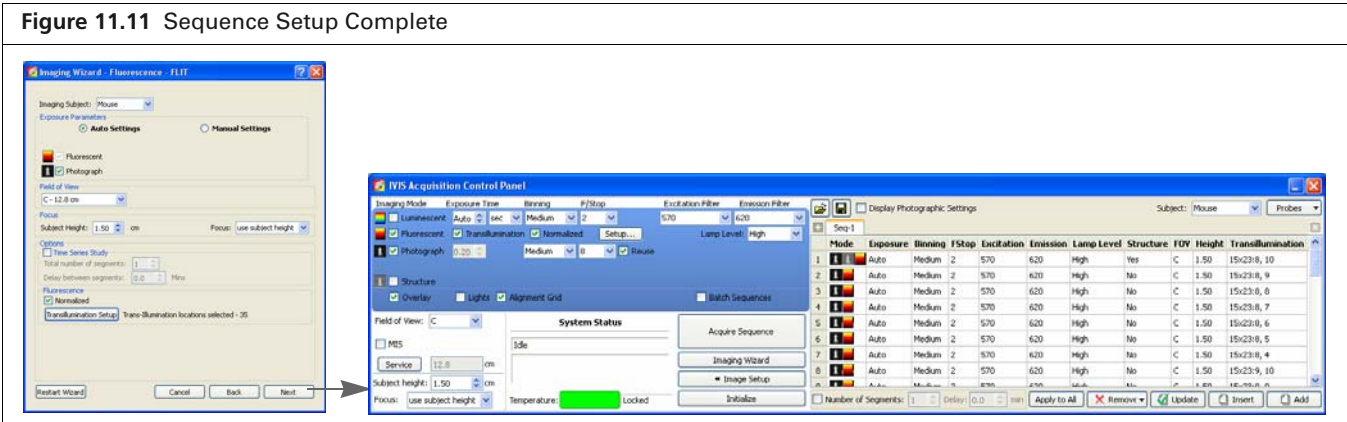 Figure 11.11 Sequence Setup Complete
Imaging Wizard - Fluorescence - FLIT
Imaging Subject: Mouse
Exposure Parameters
Auto Settings Manual Settings
Fluorescent
Photograph
Field of View
C - 12.8 cm
Focus
Subject Height: 1.50 cm Focus: use subject height
Options
Time Series Study
Total number of segments: 1
Delay between segments: 0.0 Mins
Fluorescence
Normalized
Transillumination Setup Trans-Illumination locations selected - 35
Restart Wizard Cancel Back Next
IVIS Acquisition Control Panel
Imaging Mode Exposure Time Binning F/Stop Excitation Filter Emission Filter
Luminescent Auto sec Medium 2 570 620
Fluorescent Transillumination Normalized Setup... Lamp Level: High
Photograph 0.20 Medium 8 Reuse
Structure
Overlay Lights Alignment Grid Batch Sequences
Field of View: C
MIS
Service 12.8 cm
Subject height: 1.50 cm
Focus: use subject height
System Status
Idle
Temperature: Locked
Acquire Sequence
Imaging Wizard
Image Setup
Initialize
Display Photographic Settings Subject: Mouse Probes
Seq-1
Mode Exposure Binning FStop Excitation Emission Lamp Level Structure FOV Height Transillumination
1 Auto Medium 2 570 620 High Yes C 1.50 15x23:8, 10
2 Auto Medium 2 570 620 High No C 1.50 15x23:8, 9
3 Auto Medium 2 570 620 High No C 1.50 15x23:8, 8
4 Auto Medium 2 570 620 High No C 1.50 15x23:8, 7
5 Auto Medium 2 570 620 High No C 1.50 15x23:8, 6
6 Auto Medium 2 570 620 High No C 1.50 15x23:8, 5
7 Auto Medium 2 570 620 High No C 1.50 15x23:8, 4
8 Auto Medium 2 570 620 High No C 1.50 15x23:9, 10
Number of Segments: 1 Delay: 0.0 min Apply to All Remove Update Insert Add